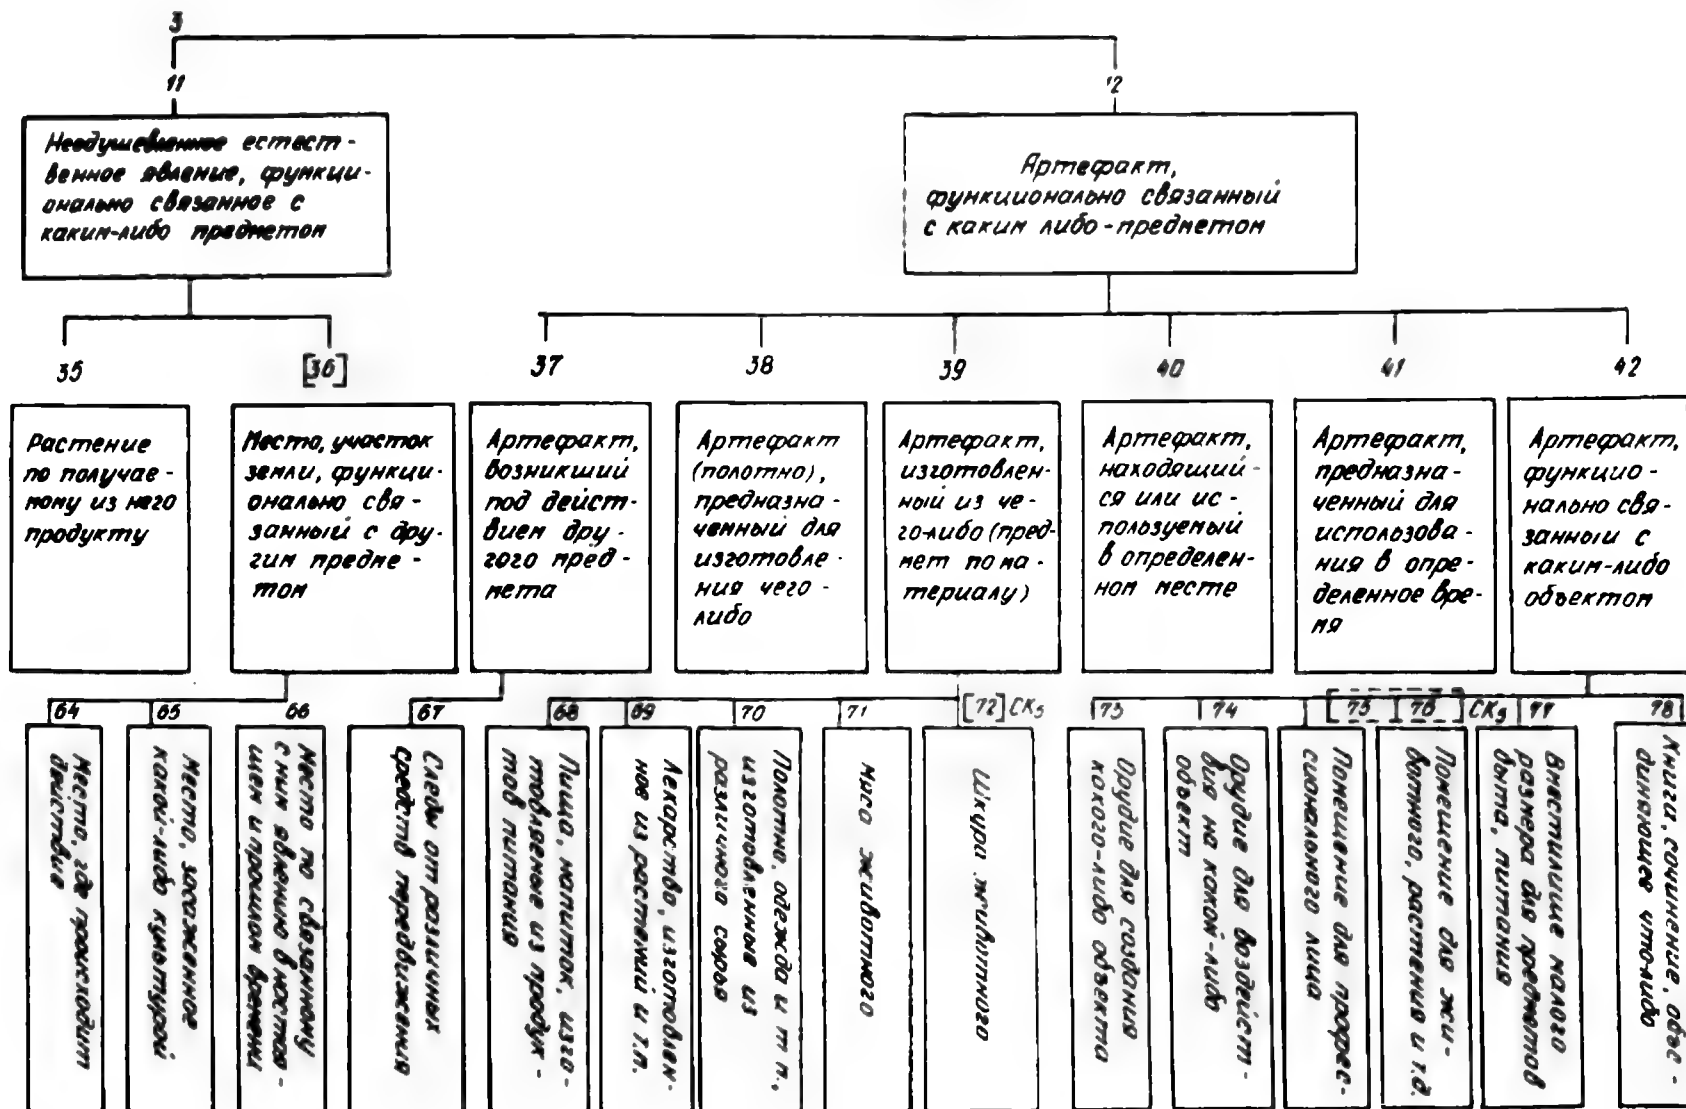 3
11
12
Неодушевленное естест-
венное явление, функци-
онально связанное с
каким-либо предметом
Артефакт,
функционально связанный
с каким либо-предметом
35
[36]
37
38
39
40
41
42
Растение
по получае-
мому из него
продукту
Место, участок
земли, функци-
онально свя-
занный с дру-
гим предме-
том
Артефакт,
возникший
под дейст-
вием дру-
гого пред-
мета
Артефакт
(полотно),
предназна-
ченный для
изготовле-
ния чего-
либо
Артефакт,
изготовлен-
ный из че-
го-либо (пред-
мет по ма-
териалу)
Артефакт,
находящий-
ся или ис-
пользуемый
в определен-
ном месте
Артефакт,
предназна-
ченный для
использова-
ния в опре-
деленное вре-
мя
Артефакт,
функцио-
нально свя-
занный с
каким-либо
объектом
64
65
66
67
68
69
70
71
[72] СК5
73
74
[75
76]
СК5
77
78
Место, где происходит
действие
Место, засаженное
какой-либо культурой
Место по связанному
с ним явлению в настоя-
щем и прошлом времени
Следы от различных
средств передвижения
Пища, напиток, изго-
товляемые из продук-
тов питания
Лекарство, изготовлен-
ное из растений и т.п.
Полотно, одежда и т п.,
изготовленные из
различного сырья
Мясо животного
Шкура животного
Орудие для создания
какого-либо объекта
Орудие для воздейст-
вия на какой-либо
объект
Помещение для профес-
сионального лица
Помещение для жи-
вотного, растения и т.д.
Вместилище малого
размера для предметов
быта, питания
Книга, сочинение, объе-
диняющее что-либо